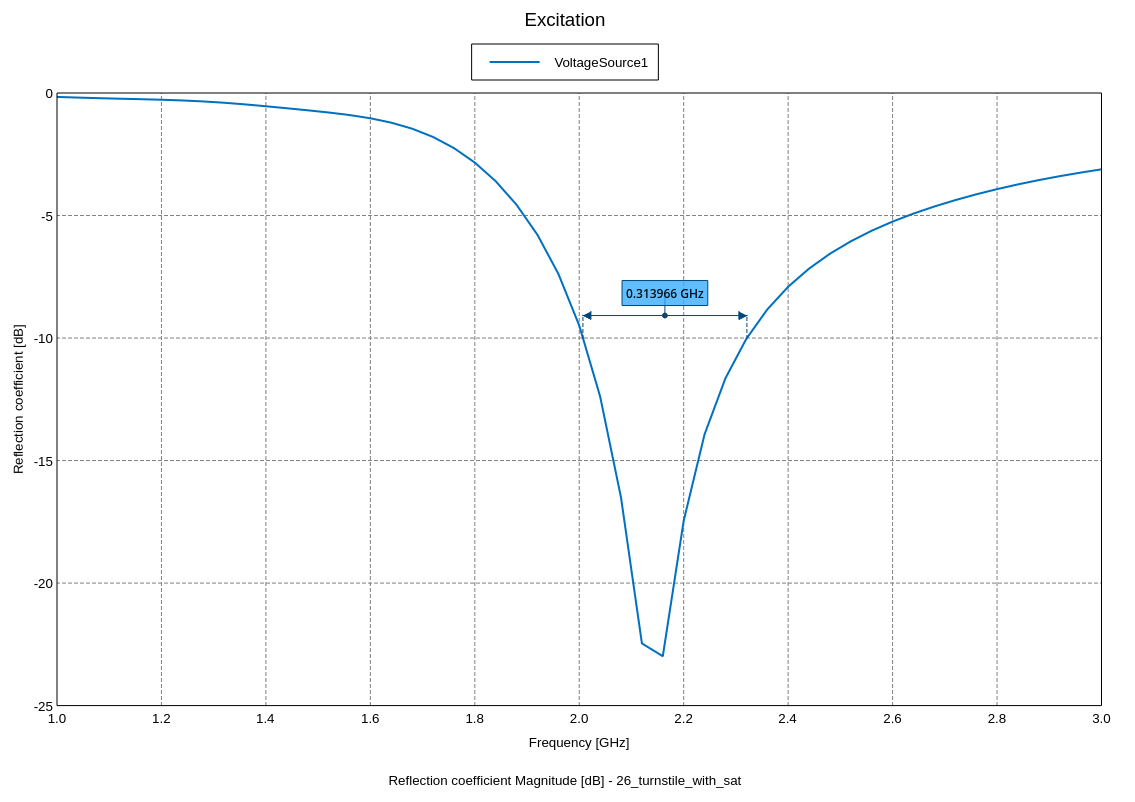 Excitation
VoltageSource1
0
-5
-10
-15
-20
-25
Reflection coefficient [dB]
0.313966 GHz
1.0 1.2 1.4 1.6 1.8 2.0 2.2 2.4 2.6 2.8 3.0
Frequency [GHz]
Reflection coefficient Magnitude [dB] - 26_turnstile_with_sat